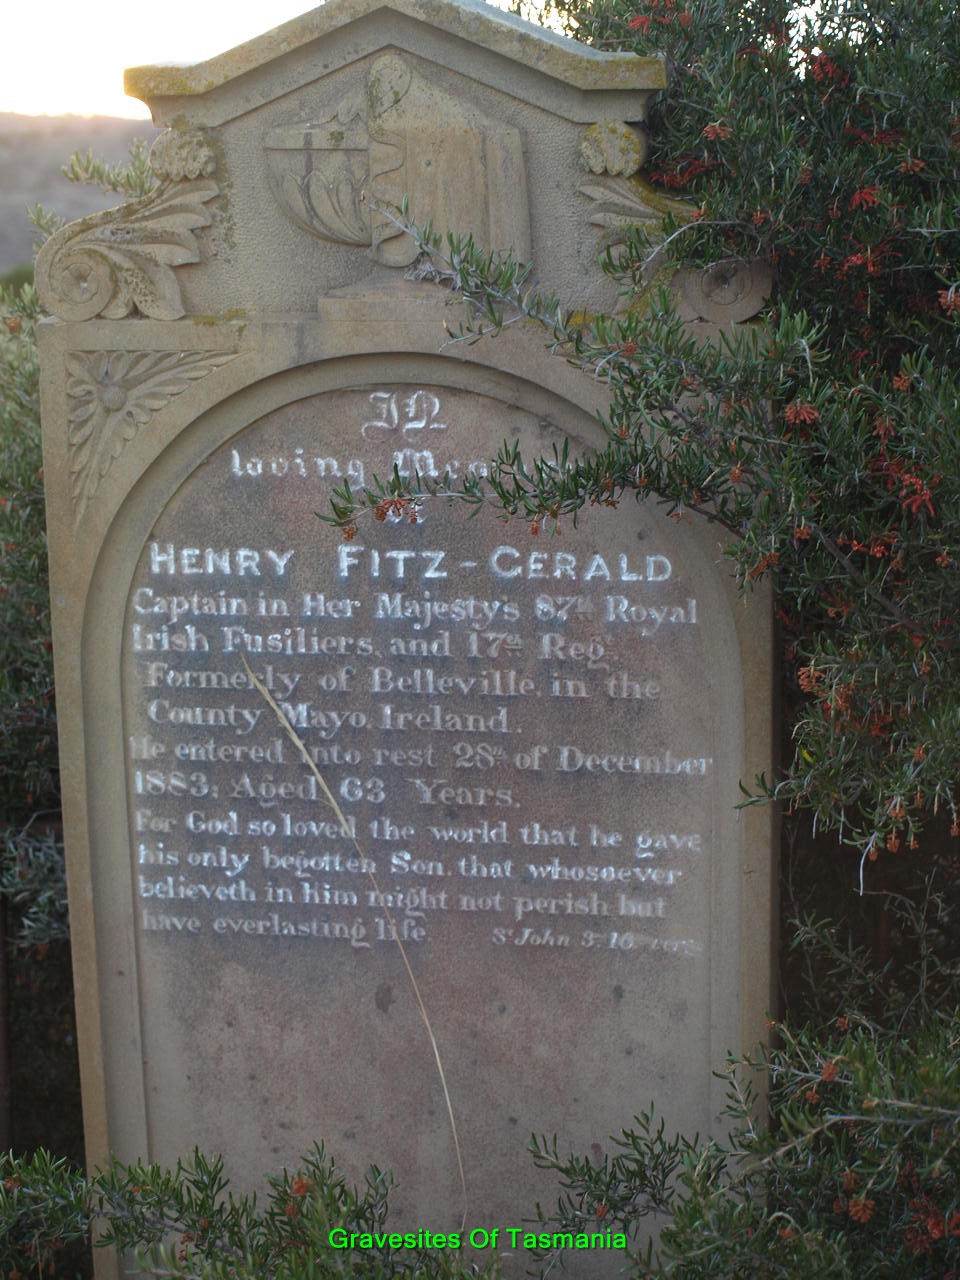 IN
loving
of
HENRY FITZ-GERALD
Captain in Her Majesty's 87th Royal
Irish Fusiliers, and 17th Regt.
Formerly of Belleville, in the
County Mayo, Ireland.
He entered into rest 28th of December
1883; Aged 63 Years.
For God so loved the world that he gave
his only begotten Son, that whosoever
believeth in him might not perish but
have everlasting life. St John 3. 16.
Gravesites Of Tasmania